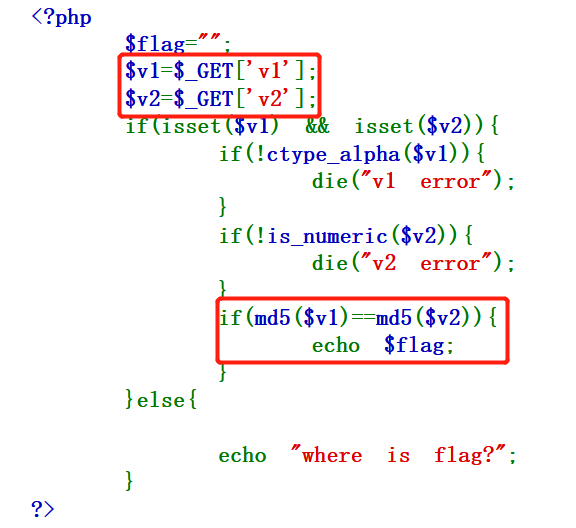 <?php
$flag="";
$v1=$_GET['v1'];
$v2=$_GET['v2'];
if(isset($v1) && isset($v2)){
if(!ctype_alpha($v1)){
die("v1 error");
}
if(!is_numeric($v2)){
die("v2 error");
}
if(md5($v1)==md5($v2)){
echo $flag;
}
}else{
echo "where is flag?";
}
?>